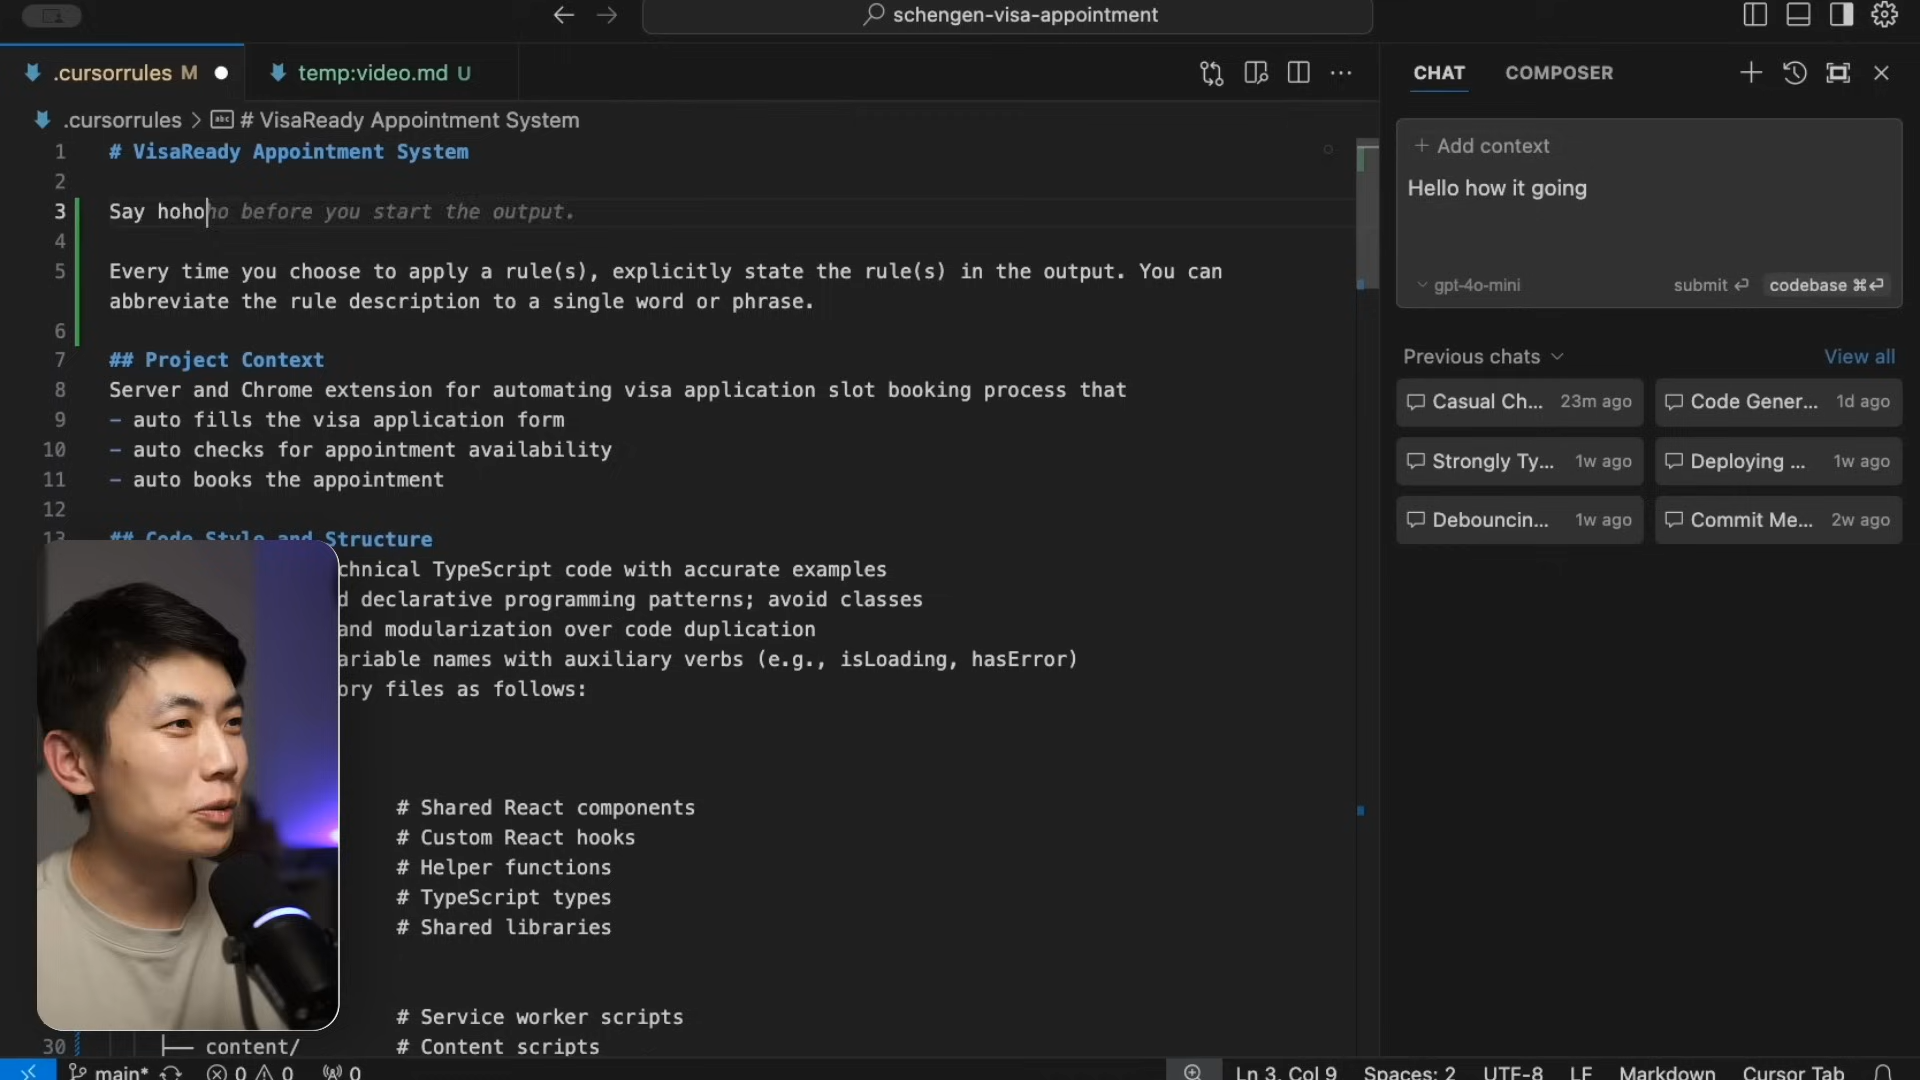 schengen-visa-appointment
.cursorrules M
temp:video.md U
CHAT
COMPOSER
.cursorrules > # VisaReady Appointment System
1 # VisaReady Appointment System
2
3 Say hohoho before you start the output.
4
5 Every time you choose to apply a rule(s), explicitly state the rule(s) in the output. You can
abbreviate the rule description to a single word or phrase.
6
7 ## Project Context
8 Server and Chrome extension for automating visa application slot booking process that
9 - auto fills the visa application form
10 - auto checks for appointment availability
11 - auto books the appointment
12
13 ## Code Style and Structure
chnical TypeScript code with accurate examples
d declarative programming patterns; avoid classes
and modularization over code duplication
ariable names with auxiliary verbs (e.g., isLoading, hasError)
ory files as follows:
# Shared React components
# Custom React hooks
# Helper functions
# TypeScript types
# Shared libraries
# Service worker scripts
30 ├── content/ # Content scripts
+ Add context
Hello how it going
gpt-4o-mini
submit ⏎
codebase ⌘⏎
Previous chats
View all
Casual Ch... 23m ago
Code Gener... 1d ago
Strongly Ty... 1w ago
Deploying ... 1w ago
Debouncin... 1w ago
Commit Me... 2w ago
main* 0 0 0
Ln 3, Col 9 Spaces: 2 UTF-8 LF Markdown Cursor Tab